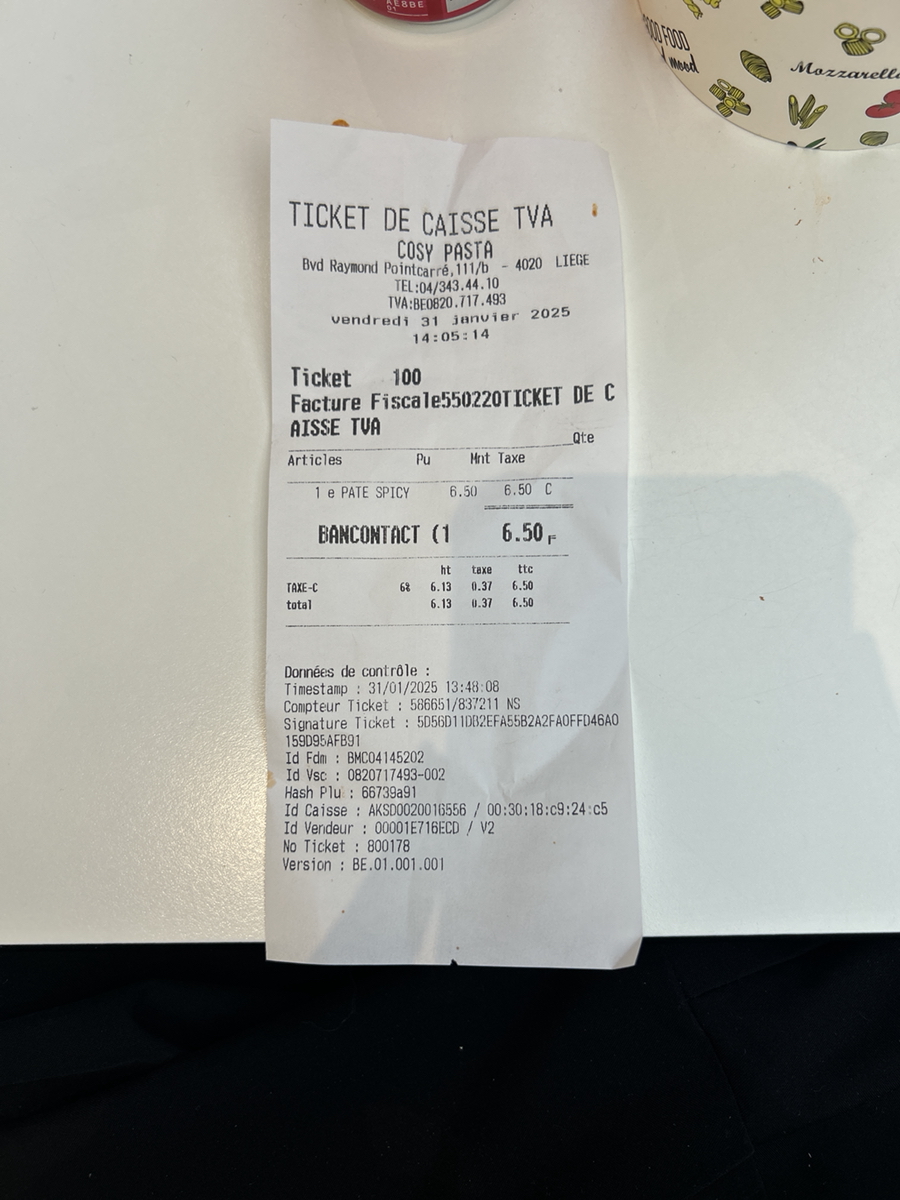 AE8BE
GOOD FOOD
mood
Mozzarella
TICKET DE CAISSE TVA
COSY PASTA
Bvd Raymond Pointcarré,111/b - 4020 LIEGE
TEL:04/343.44.10
TVA:BE0820.717.493
vendredi 31 janvier 2025
14:05:14
Ticket 100
Facture Fiscale550220TICKET DE C
AISSE TVA
Qte
Articles Pu Mnt Taxe
1 e PATE SPICY 6.50 6.50 C
BANCONTACT (1 6.50
ht taxe ttc
TAXE-C 6% 6.13 0.37 6.50
total 6.13 0.37 6.50
Données de contrôle :
Timestamp : 31/01/2025 13:48:08
Compteur Ticket : 586651/837211 NS
Signature Ticket : 5D56D11DB2EFA55B2A2FA0FFD46A0
159D95AFB91
Id Fdm : BMC04145202
Id Vsc : 0820717493-002
Hash Plu : 66739a91
Id Caisse : AKSD0020016556 / 00:30:18:c9:24:c5
Id Vendeur : 00001E716ECD / V2
No Ticket : 800178
Version : BE.01.001.001